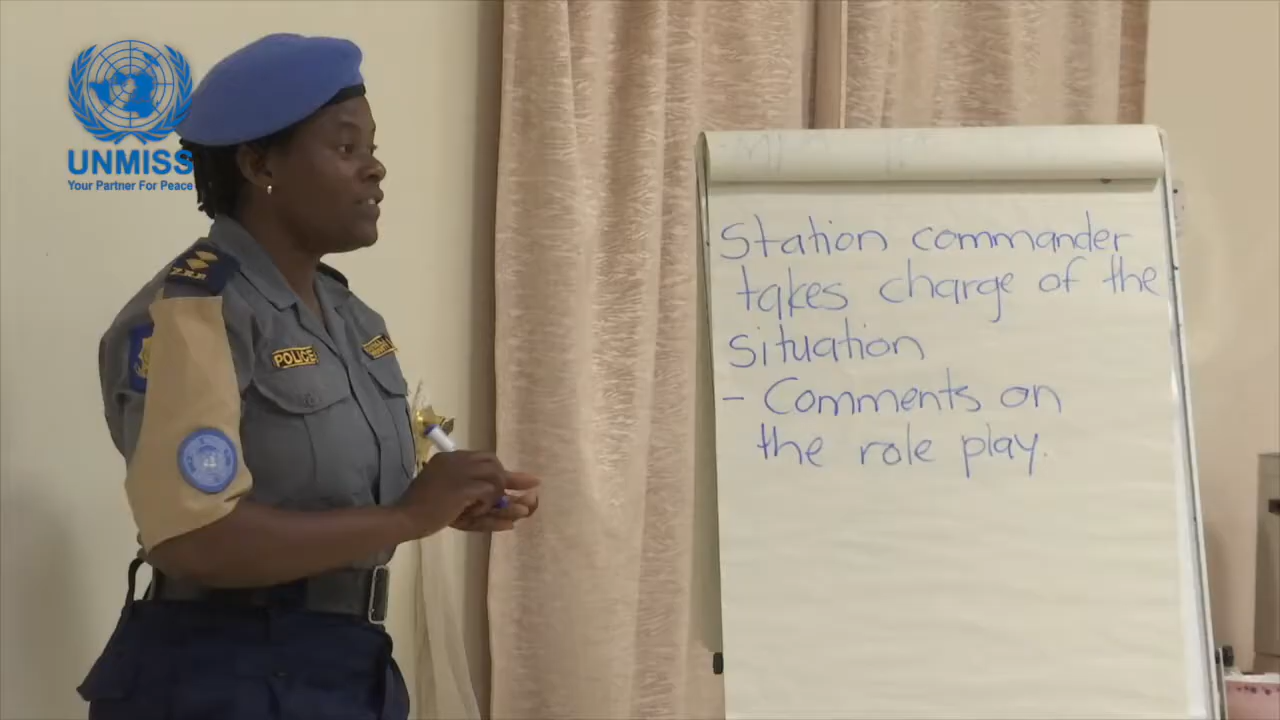 UNMISS
Your Partner For Peace
Z.R.P.
POLICE
Station commander
takes charge of the
situation
- Comments on
the role play.